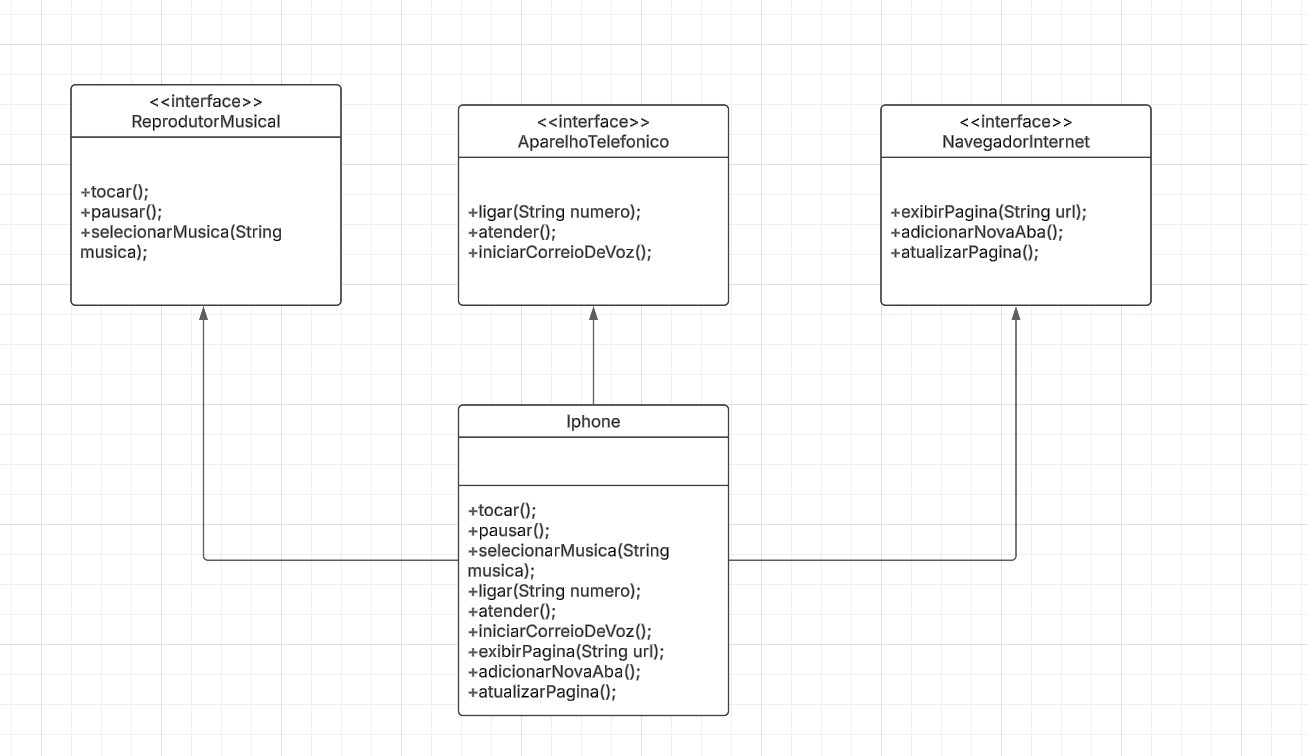 <<interface>>
ReprodutorMusical
+tocar();
+pausar();
+selecionarMusica(String
musica);
<<interface>>
AparelhoTelefonico
+ligar(String numero);
+atender();
+iniciarCorreioDeVoz();
<<interface>>
NavegadorInternet
+exibirPagina(String url);
+adicionarNovaAba();
+atualizarPagina();
Iphone
+tocar();
+pausar();
+selecionarMusica(String
musica);
+ligar(String numero);
+atender();
+iniciarCorreioDeVoz();
+exibirPagina(String url);
+adicionarNovaAba();
+atualizarPagina();